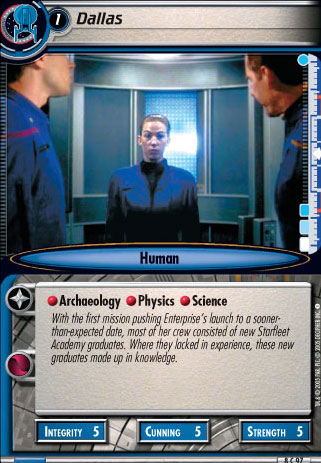 1 Dallas
Human
Archaeology Physics Science
With the first mission pushing Enterprise's launch to a sooner-
than-expected date, most of her crew consisted of new Starfleet
Academy graduates. Where they lacked in experience, these new
graduates made up in knowledge.
INTEGRITY 5 CUNNING 5 STRENGTH 5
8 C 97